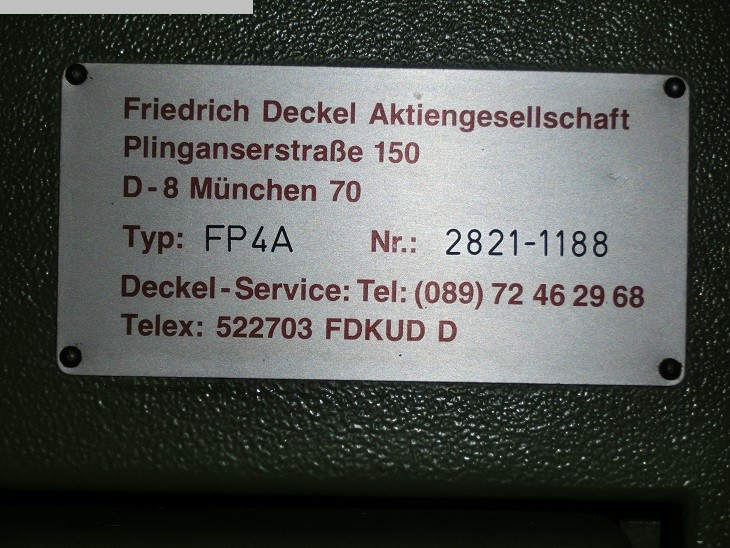 Friedrich Deckel Aktiengesellschaft
Plinganserstraße 150
D-8 München 70
Typ: FP4A Nr.: 2821-1188
Deckel-Service: Tel: (089) 72 46 29 68
Telex: 522703 FDKUD D